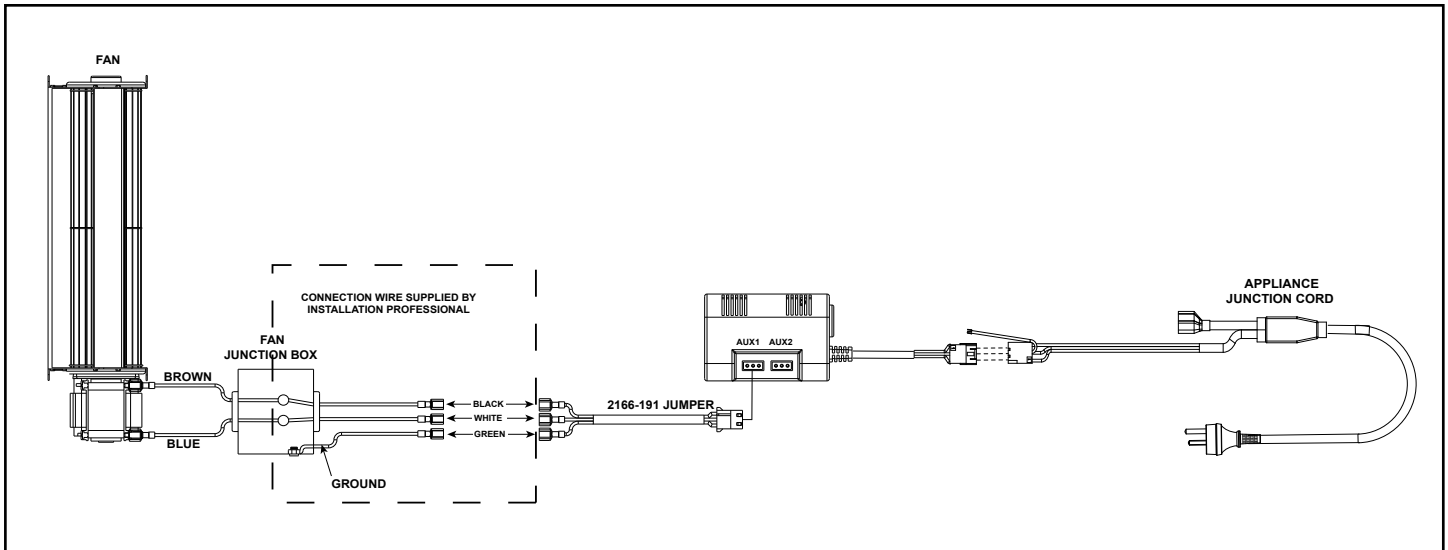 FAN
CONNECTION WIRE SUPPLIED BY
INSTALLATION PROFESSIONAL
FAN
JUNCTION BOX
BROWN
BLUE
GROUND
BLACK
WHITE
GREEN
2166-191 JUMPER
AUX1 AUX2
APPLIANCE
JUNCTION CORD